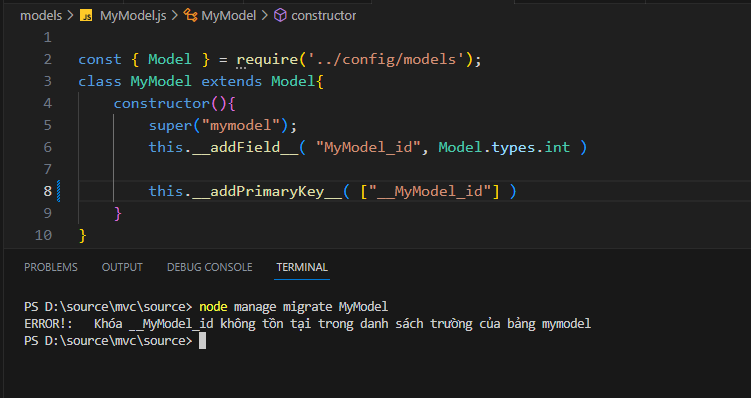 models > JS MyModel.js > MyModel > constructor
1
2 const { Model } = require('../config/models');
3 class MyModel extends Model{
4 constructor(){
5 super("mymodel");
6 this.__addField__( "MyModel_id", Model.types.int )
7
8 this.__addPrimaryKey__( ["__MyModel_id"] )
9 }
10 }
PROBLEMS OUTPUT DEBUG CONSOLE TERMINAL
PS D:\source\mvc\source> node manage migrate MyModel
ERROR!: Khóa __MyModel_id không tồn tại trong danh sách trường của bảng mymodel
PS D:\source\mvc\source>